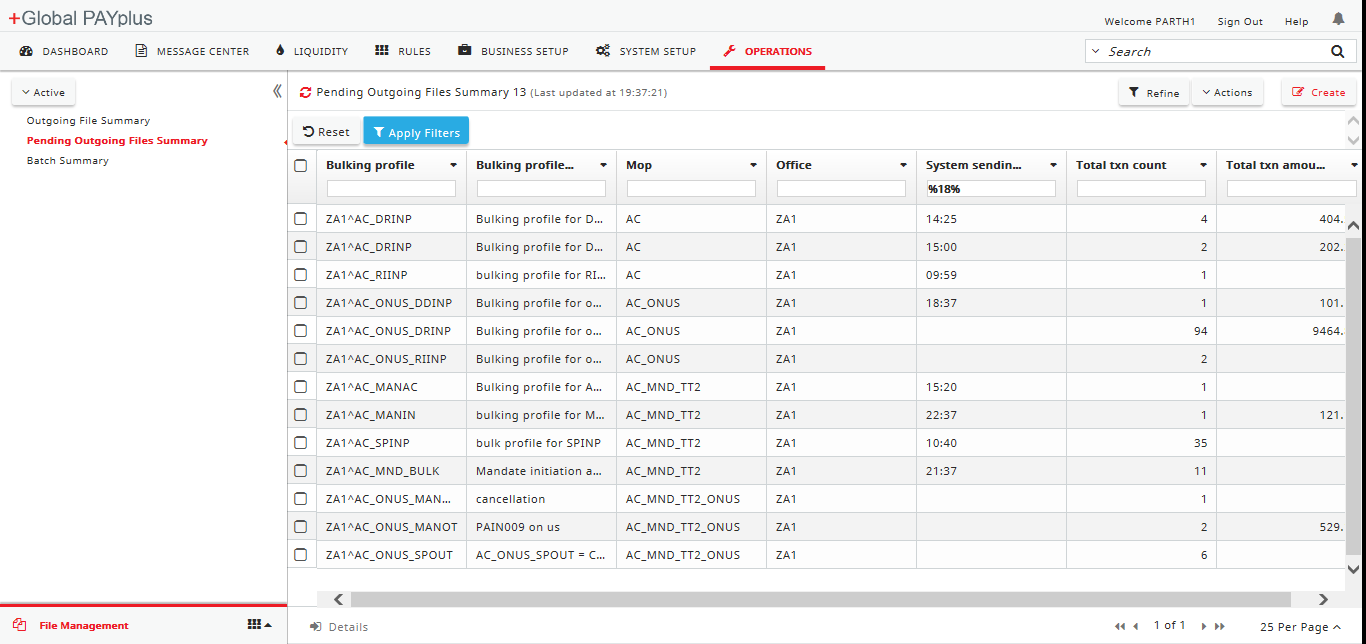 +Global PAYplus
Welcome PARTH1 Sign Out Help
DASHBOARD MESSAGE CENTER LIQUIDITY RULES BUSINESS SETUP SYSTEM SETUP OPERATIONS Search
Active
Outgoing File Summary
Pending Outgoing Files Summary
Batch Summary
Pending Outgoing Files Summary 13 (Last updated at 19:37:21) Refine Actions Create
Reset Apply Filters
Bulking profile Bulking profile... Mop Office System sendin... Total txn count Total txn amou...
%18%
ZA1^AC_DRINP Bulking profile for D... AC ZA1 14:25 4 404.
ZA1^AC_DRINP Bulking profile for D... AC ZA1 15:00 2 202.
ZA1^AC_RIINP bulking profile for RI... AC ZA1 09:59 1
ZA1^AC_ONUS_DDINP Bulking profile for o... AC_ONUS ZA1 18:37 1 101.
ZA1^AC_ONUS_DRINP Bulking profile for o... AC_ONUS ZA1 94 9464.
ZA1^AC_ONUS_RIINP Bulking profile for o... AC_ONUS ZA1 2
ZA1^AC_MANAC Bulking profile for A... AC_MND_TT2 ZA1 15:20 1
ZA1^AC_MANIN bulking profile for M... AC_MND_TT2 ZA1 22:37 1 121.
ZA1^AC_SPINP bulk profile for SPINP AC_MND_TT2 ZA1 10:40 35
ZA1^AC_MND_BULK Mandate initiation a... AC_MND_TT2 ZA1 21:37 11
ZA1^AC_ONUS_MAN... cancellation AC_MND_TT2_ONUS ZA1 1
ZA1^AC_ONUS_MANOT PAIN009 on us AC_MND_TT2_ONUS ZA1 2 529.
ZA1^AC_ONUS_SPOUT AC_ONUS_SPOUT = C... AC_MND_TT2_ONUS ZA1 6
File Management
Details 1 of 1 25 Per Page